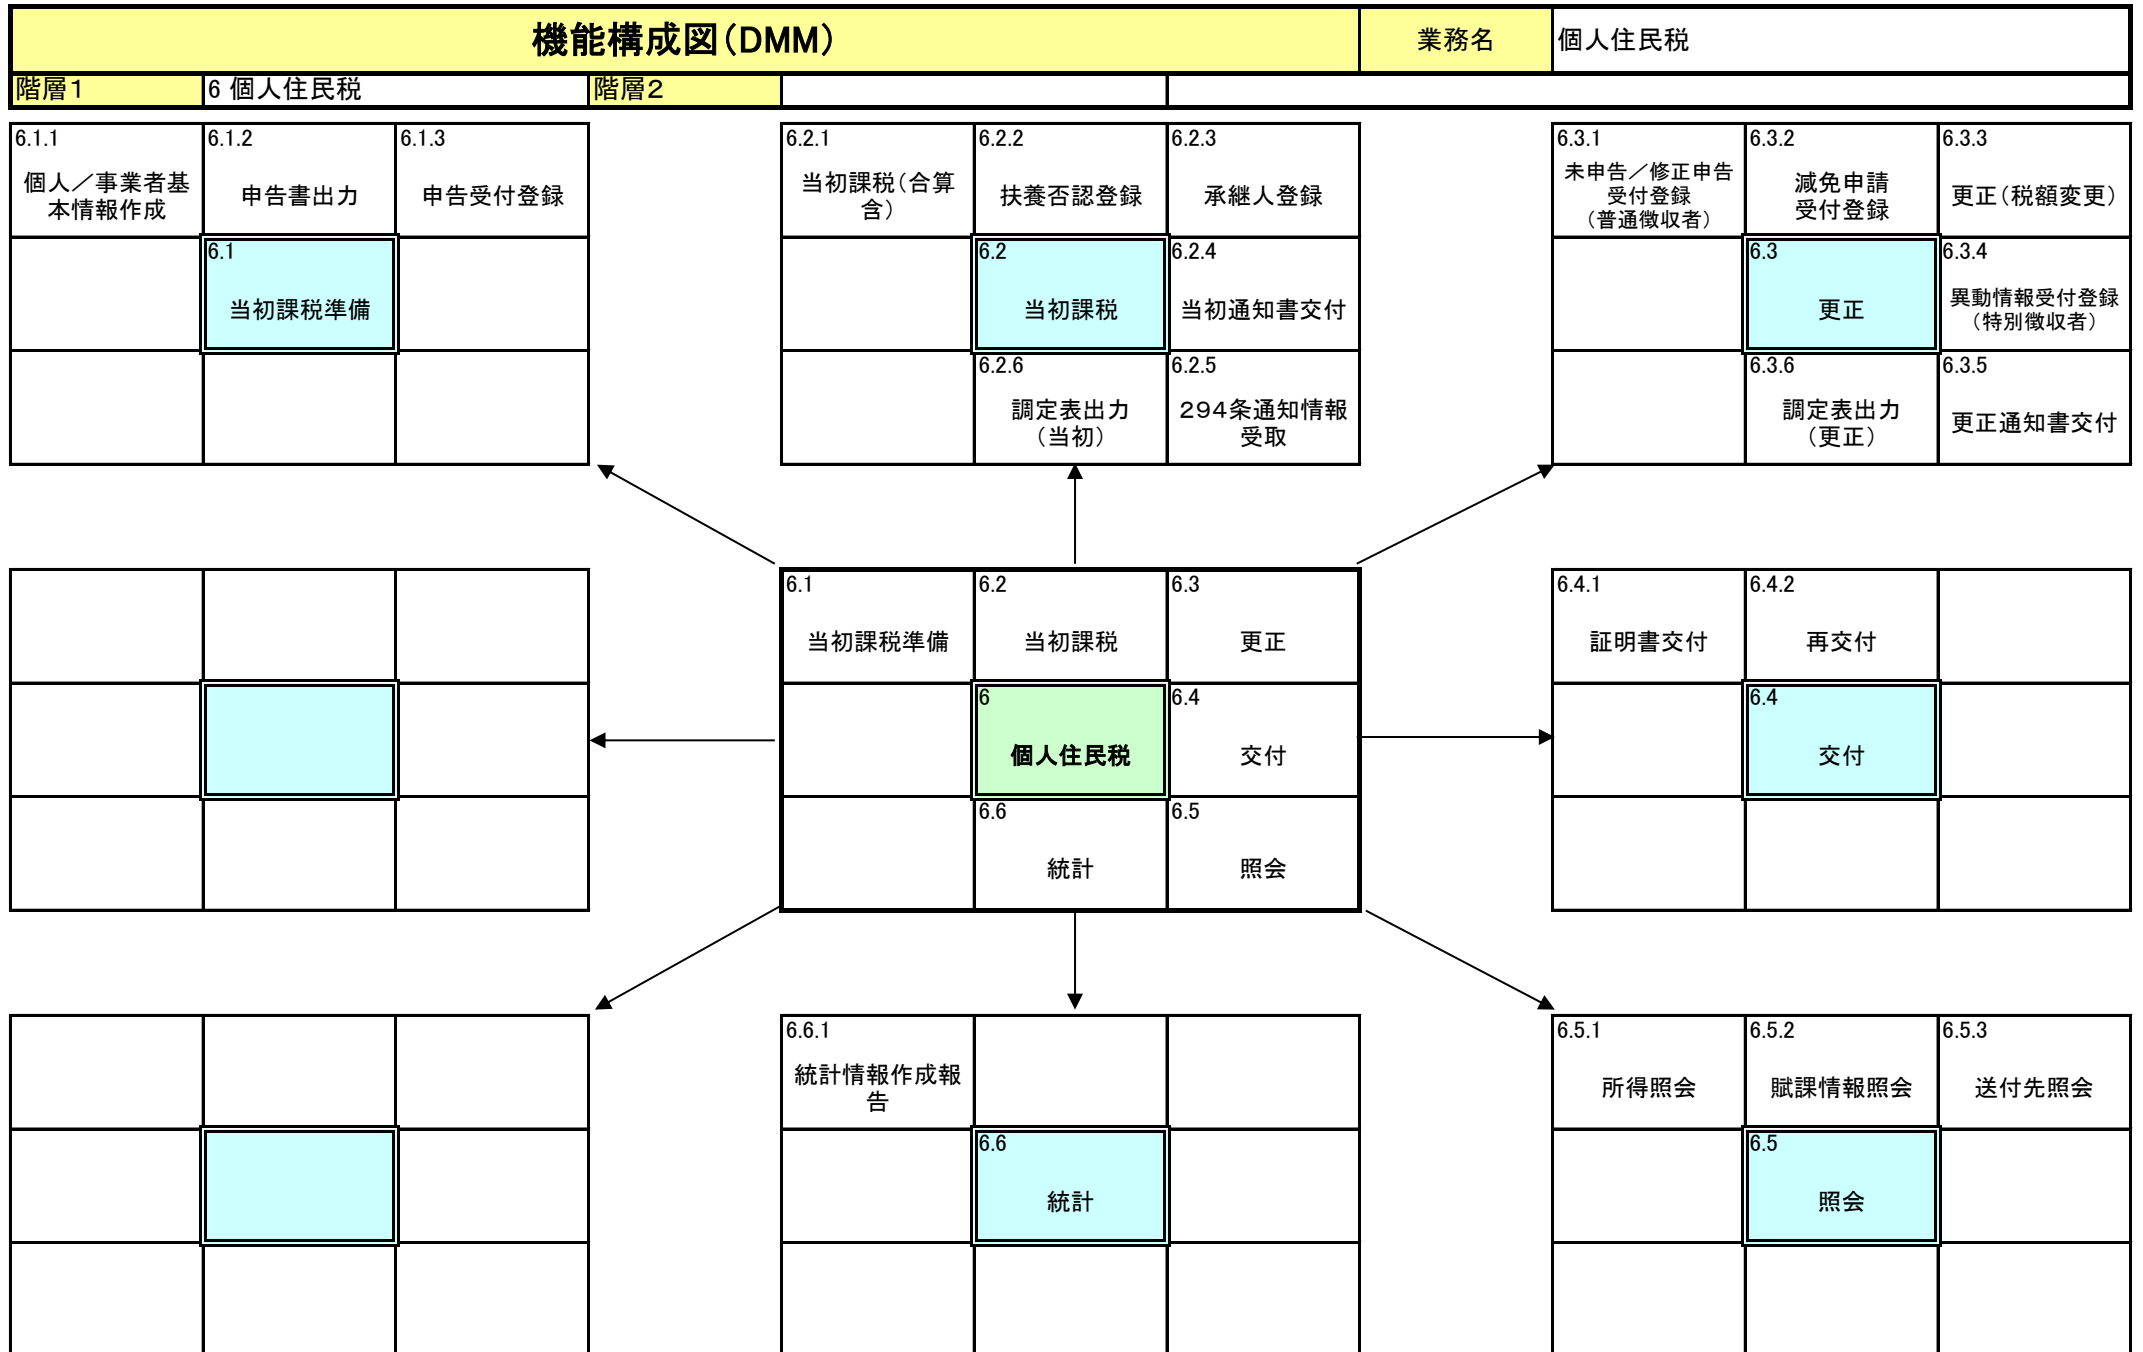 機能構成図（DMM）
業務名
個人住民税
階層１
6 個人住民税
階層２
6.1.1
個人／事業者基
本情報作成
6.1.2
申告書出力
6.1.3
申告受付登録
6.1
当初課税準備
6.2.1
当初課税（合算
含）
6.2.2
扶養否認登録
6.2.3
承継人登録
6.2
当初課税
6.2.4
当初通知書交付
6.2.6
調定表出力
（当初）
6.2.5
２９４条通知情報
受取
6.3.1
未申告／修正申告
受付登録
（普通徴収者）
6.3.2
減免申請
受付登録
6.3.3
更正（税額変更）
6.3
更正
6.3.4
異動情報受付登録
（特別徴収者）
6.3.6
調定表出力
（更正）
6.3.5
更正通知書交付
6.1
当初課税準備
6.2
当初課税
6.3
更正
6
個人住民税
6.4
交付
6.6
統計
6.5
照会
6.4.1
証明書交付
6.4.2
再交付
6.4
交付
6.6.1
統計情報作成報
告
6.6
統計
6.5.1
所得照会
6.5.2
賦課情報照会
6.5.3
送付先照会
6.5
照会